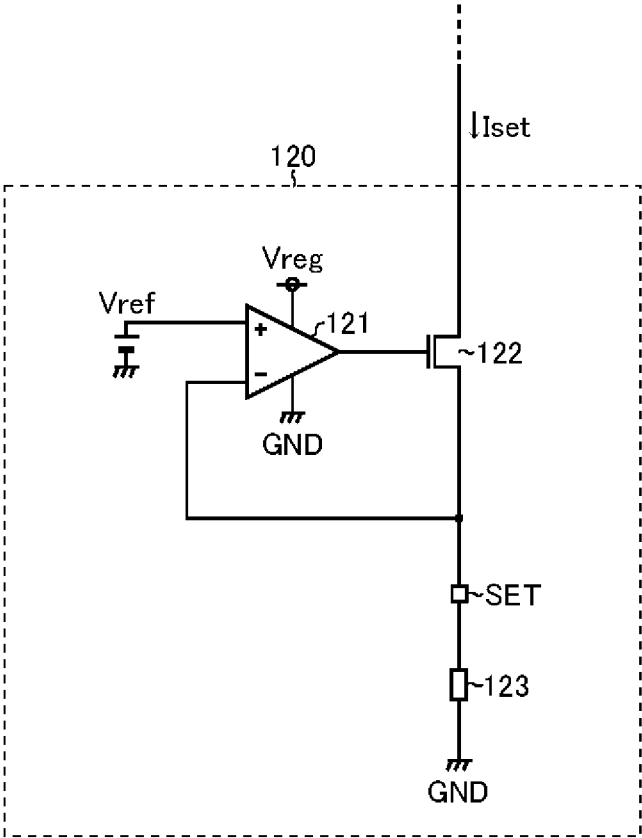 ↓Iset
120
Vreg
Vref
121
+
122
−
GND
SET
123
GND